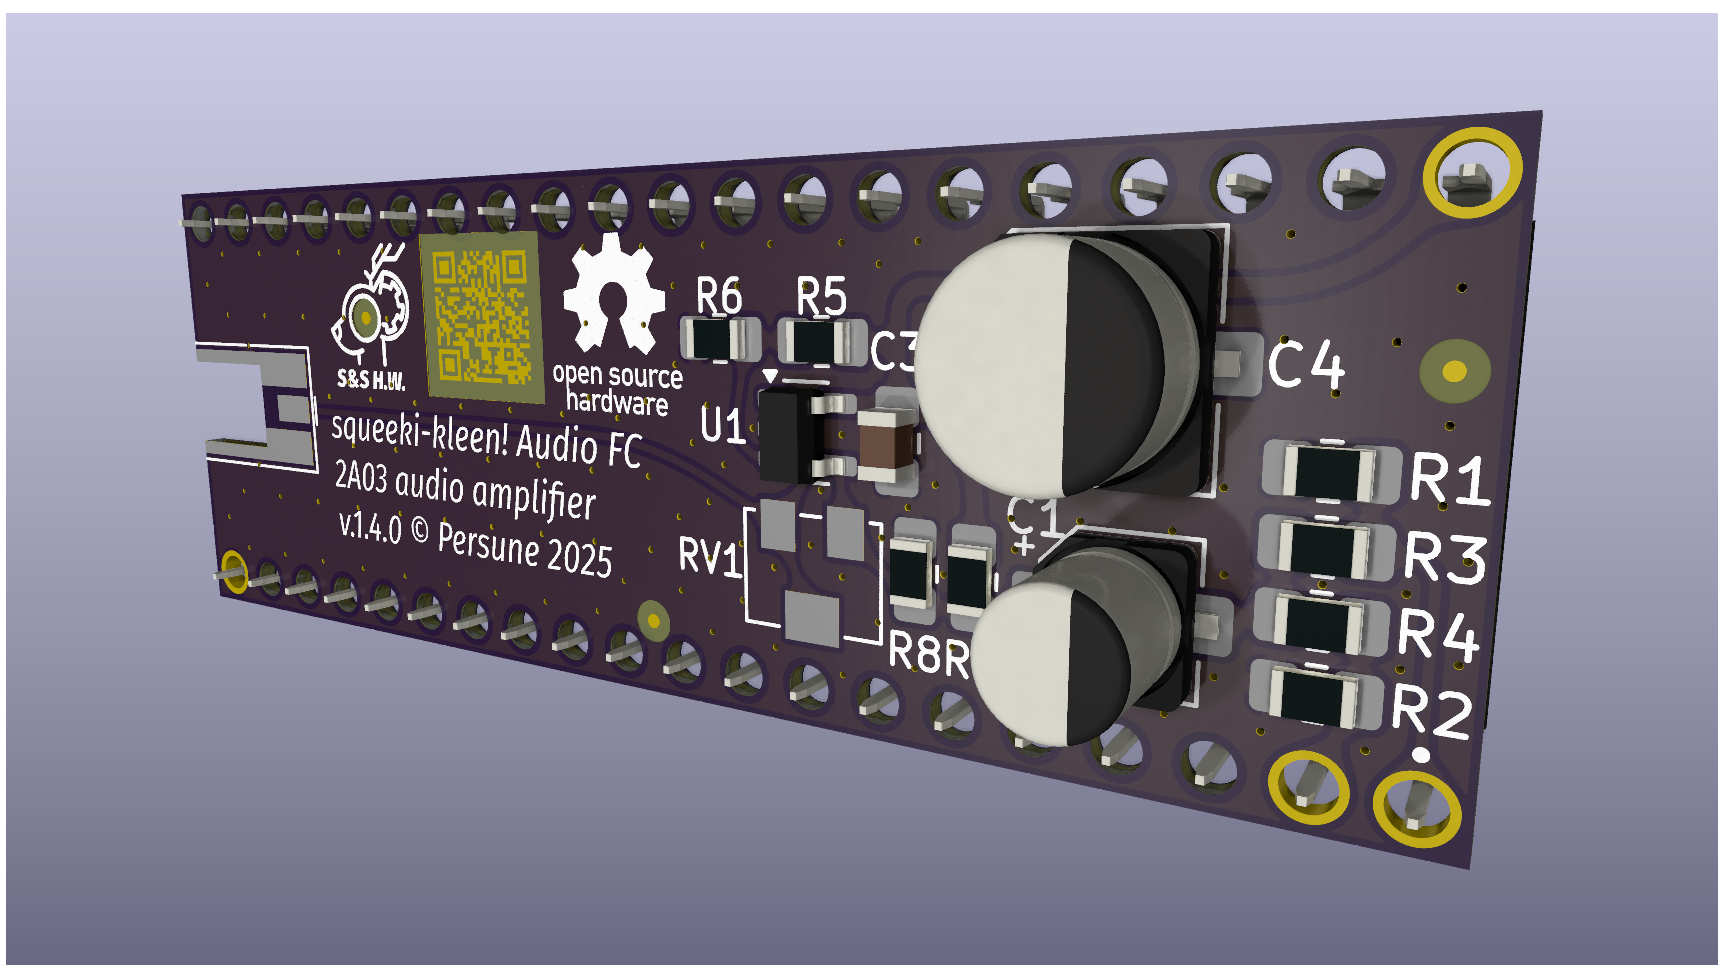 S&S H.W.
open source
hardware
squeeki-kleen! Audio FC
2A03 audio amplifier
v.1.4.0 © Persune 2025
R6
R5
C3
U1
C4
RV1
C1
+
R8
R1
R3
R4
R2